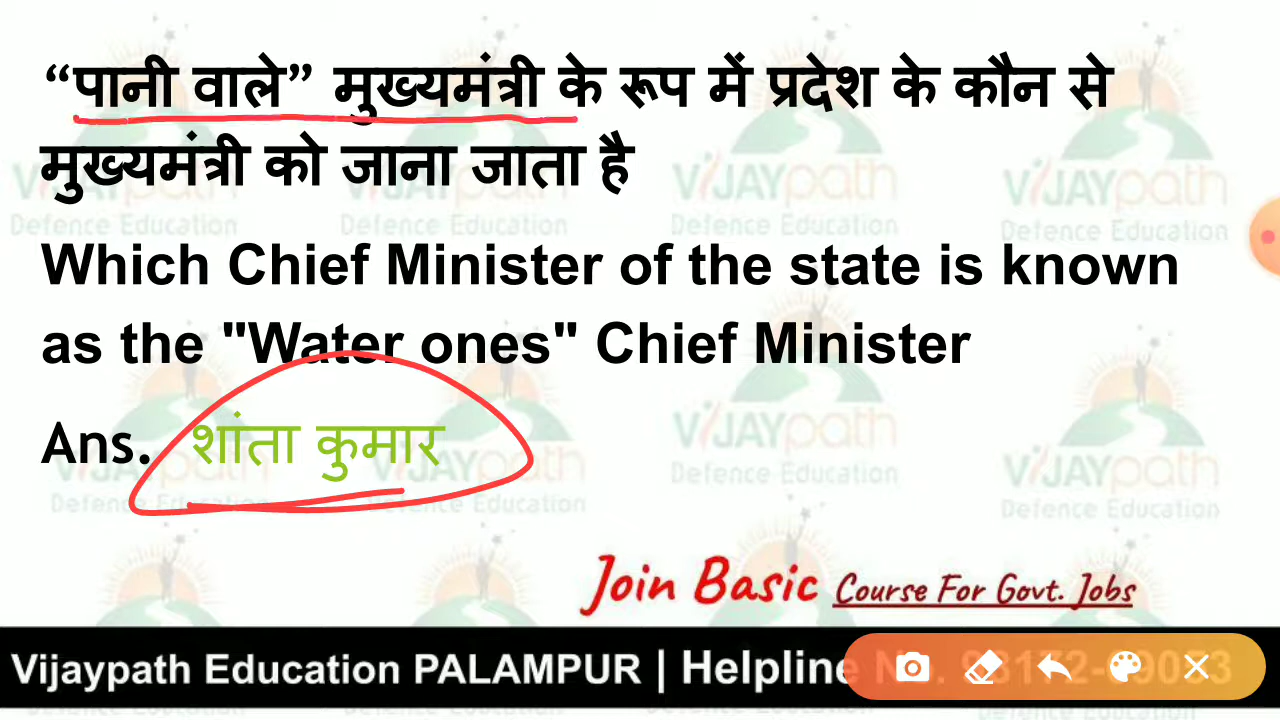 “पानी वाले” मुख्यमंत्री के रूप में प्रदेश के कौन से
मुख्यमंत्री को जाना जाता है
Which Chief Minister of the state is known
as the "Water ones" Chief Minister
Ans. शांता कुमार
Join Basic Course For Govt. Jobs
Vijaypath Education PALAMPUR | Helpline